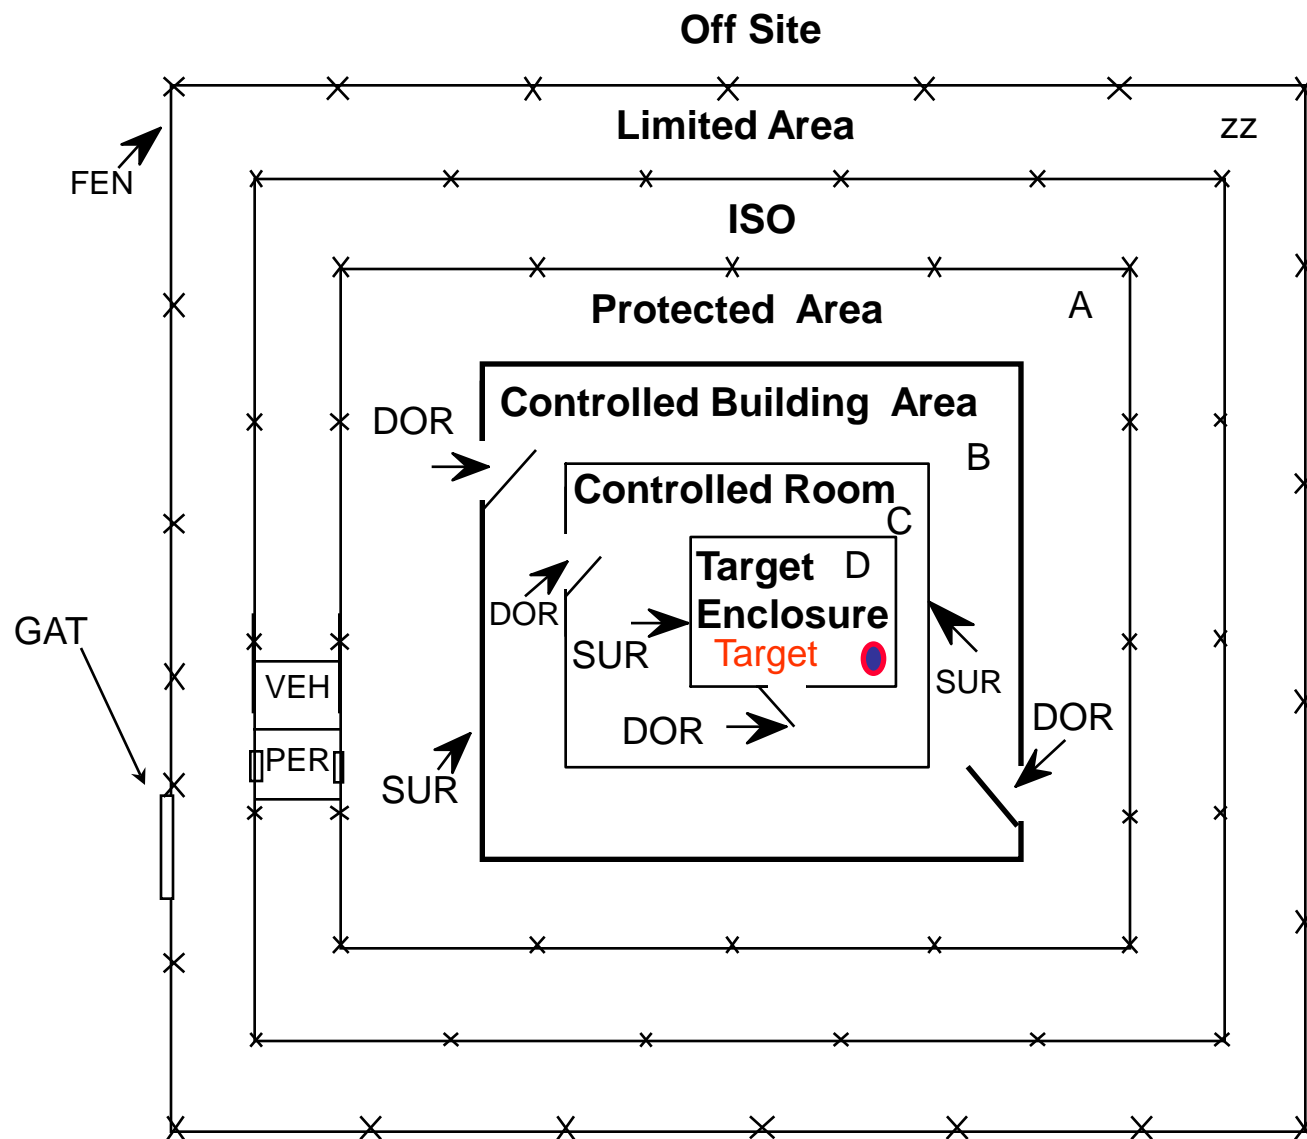 Off Site
Limited Area
zz
FEN
ISO
Protected Area
A
Controlled Building Area
DOR
B
Controlled Room
C
Target D
Enclosure
DOR
GAT
SUR
Target
VEH
SUR
DOR
DOR
PER
SUR